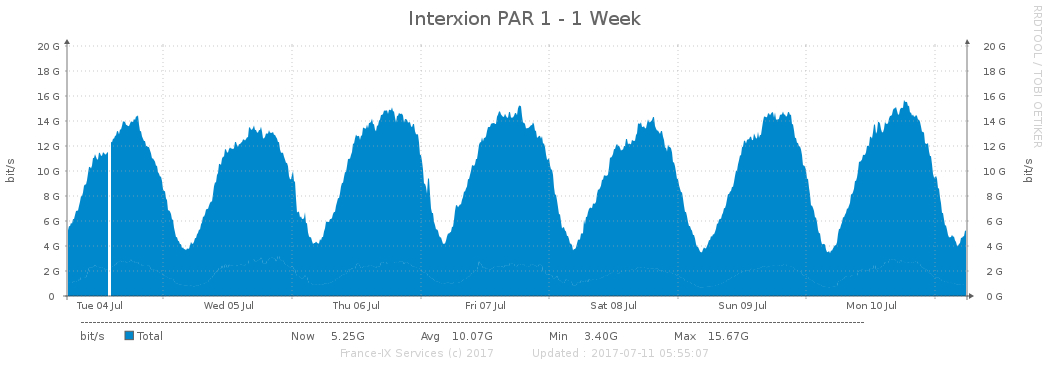 Interxion PAR 1 - 1 Week
RRDTOOL / TOBI OETIKER
20 G 20 G
18 G 18 G
16 G 16 G
14 G 14 G
12 G 12 G
10 G 10 G
8 G 8 G
6 G 6 G
4 G 4 G
2 G 2 G
0 0 G
bit/s
bit/s
Tue 04 Jul Wed 05 Jul Thu 06 Jul Fri 07 Jul Sat 08 Jul Sun 09 Jul Mon 10 Jul
bit/s Total Now 5.25G Avg 10.07G Min 3.40G Max 15.67G
France-IX Services (c) 2017 Updated : 2017-07-11 05:55:07